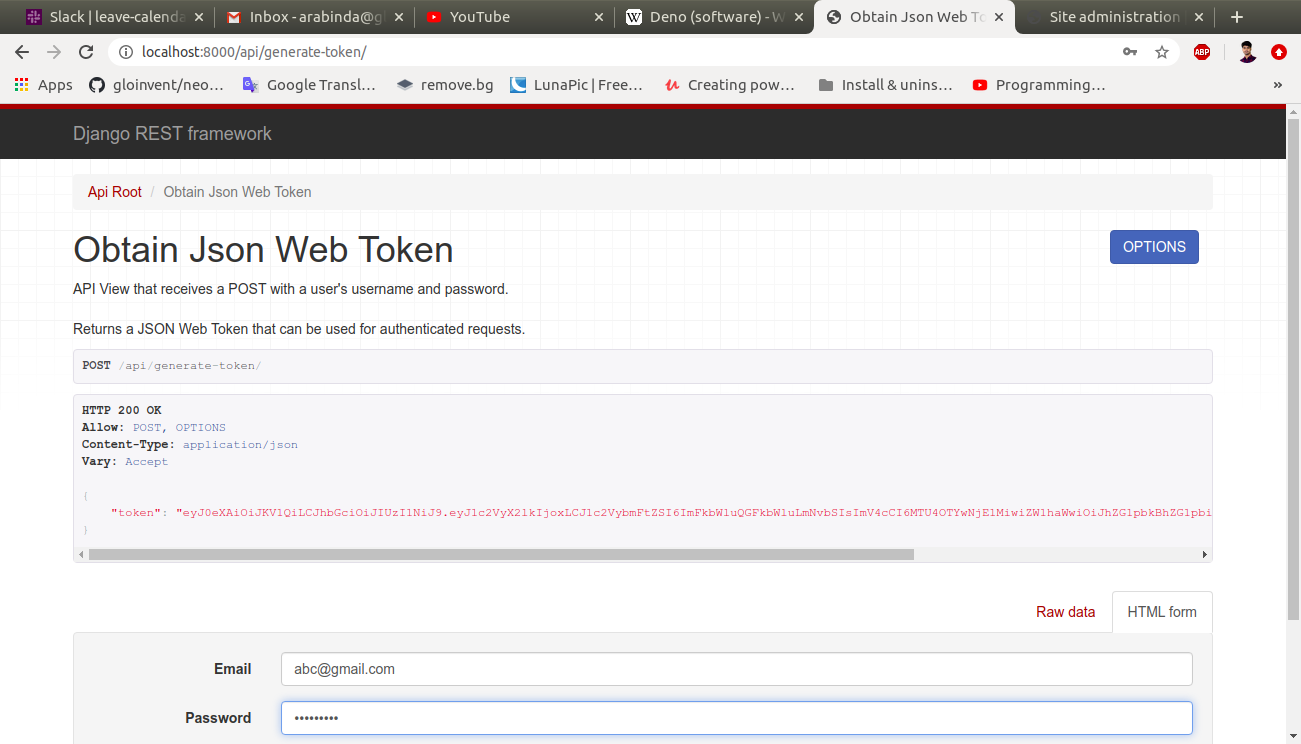 Slack | leave-calenda
Inbox - arabinda@g
YouTube
Deno (software) - W
Obtain Json Web To
Site administration
localhost:8000/api/generate-token/
ABP
Apps
gloinvent/neo…
Google Transl…
remove.bg
LunaPic | Free…
Creating pow…
Install & unins…
Programming…
»
Django REST framework
Api Root / Obtain Json Web Token
Obtain Json Web Token
OPTIONS
API View that receives a POST with a user's username and password.
Returns a JSON Web Token that can be used for authenticated requests.
POST /api/generate-token/
HTTP 200 OK
Allow: POST, OPTIONS
Content-Type: application/json
Vary: Accept
{
"token":
}
Raw data
HTML form
Email
abc@gmail.com
Password
•••••••••